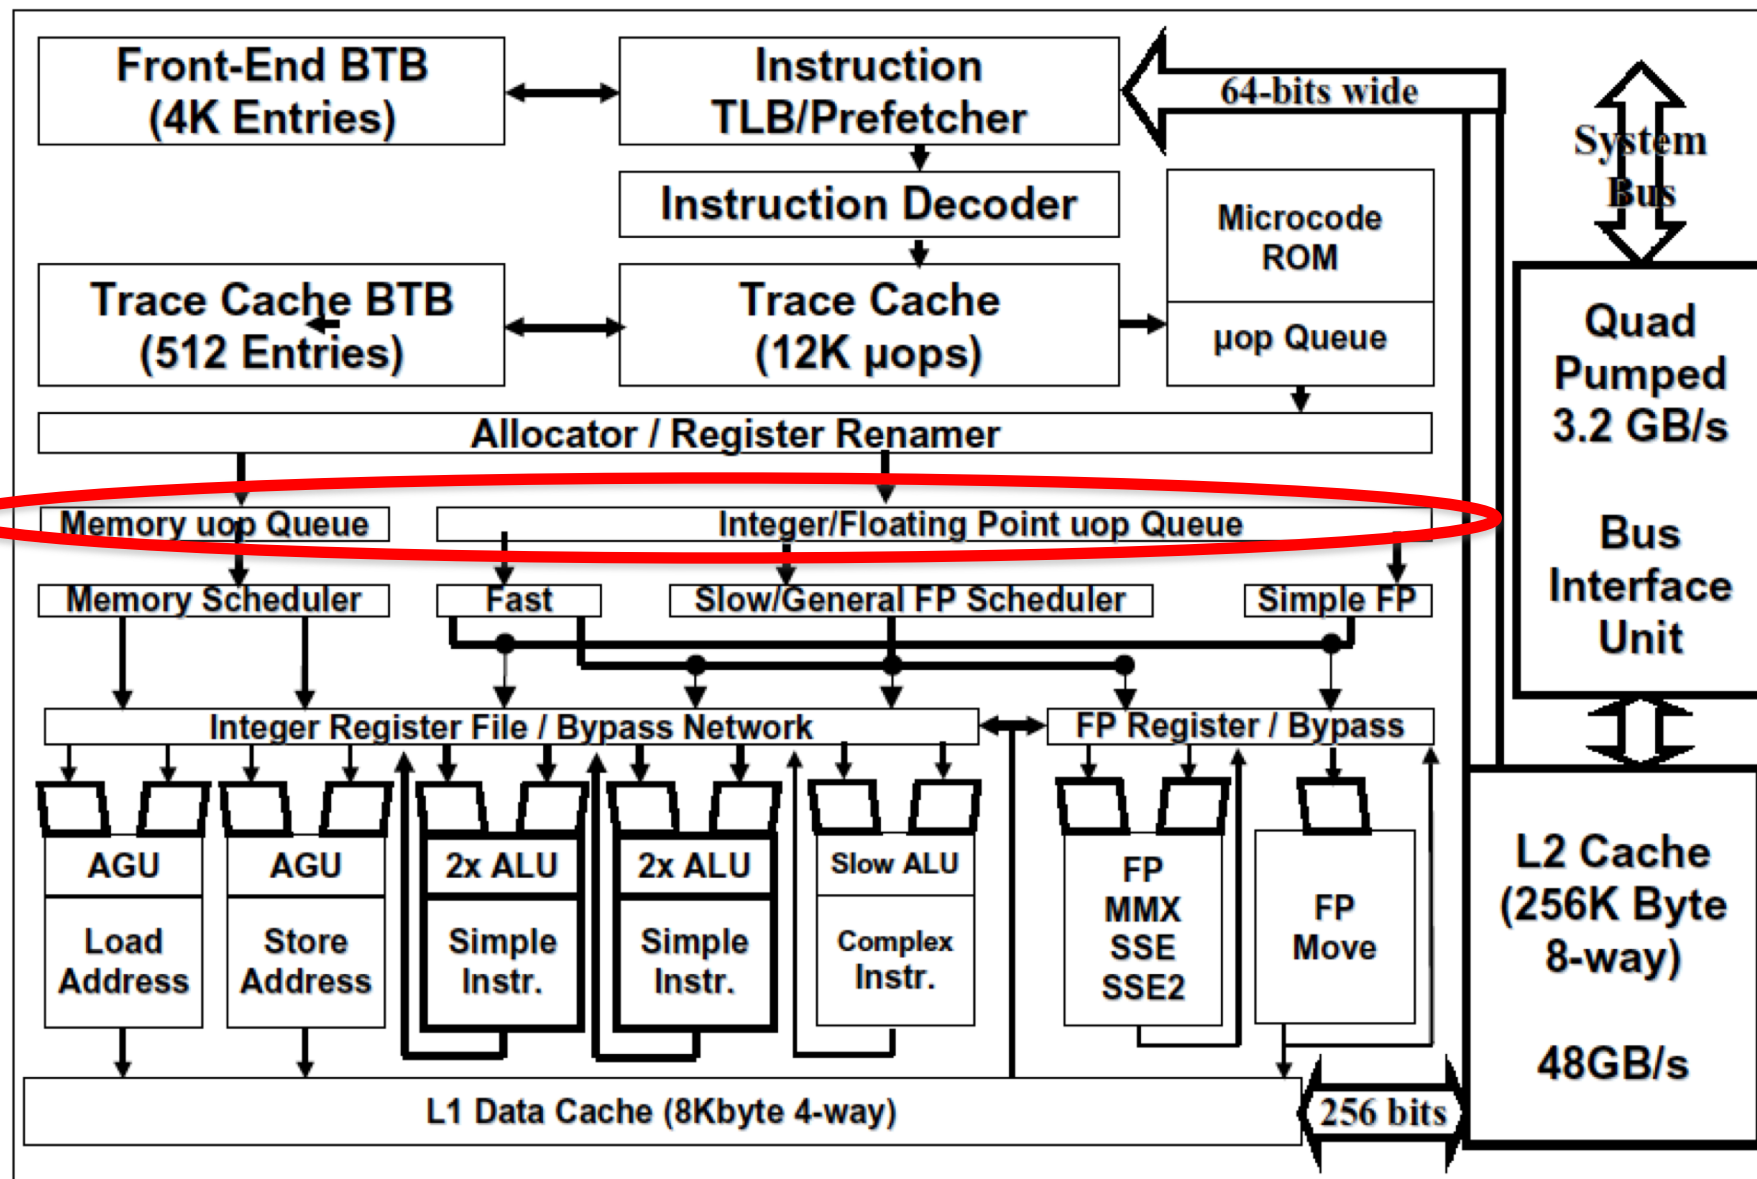 Front-End BTB
(4K Entries)
Instruction
TLB/Prefetcher
64-bits wide
System
Bus
Instruction Decoder
Microcode
ROM
Trace Cache BTB
(512 Entries)
Trace Cache
(12K µops)
µop Queue
Quad
Pumped
3.2 GB/s
Bus
Interface
Unit
Allocator / Register Renamer
Memory uop Queue
Integer/Floating Point uop Queue
Memory Scheduler
Fast
Slow/General FP Scheduler
Simple FP
Integer Register File / Bypass Network
FP Register / Bypass
AGU
Load
Address
AGU
Store
Address
2x ALU
Simple
Instr.
2x ALU
Simple
Instr.
Slow ALU
Complex
Instr.
FP
MMX
SSE
SSE2
FP
Move
L2 Cache
(256K Byte
8-way)
48GB/s
L1 Data Cache (8Kbyte 4-way)
256 bits